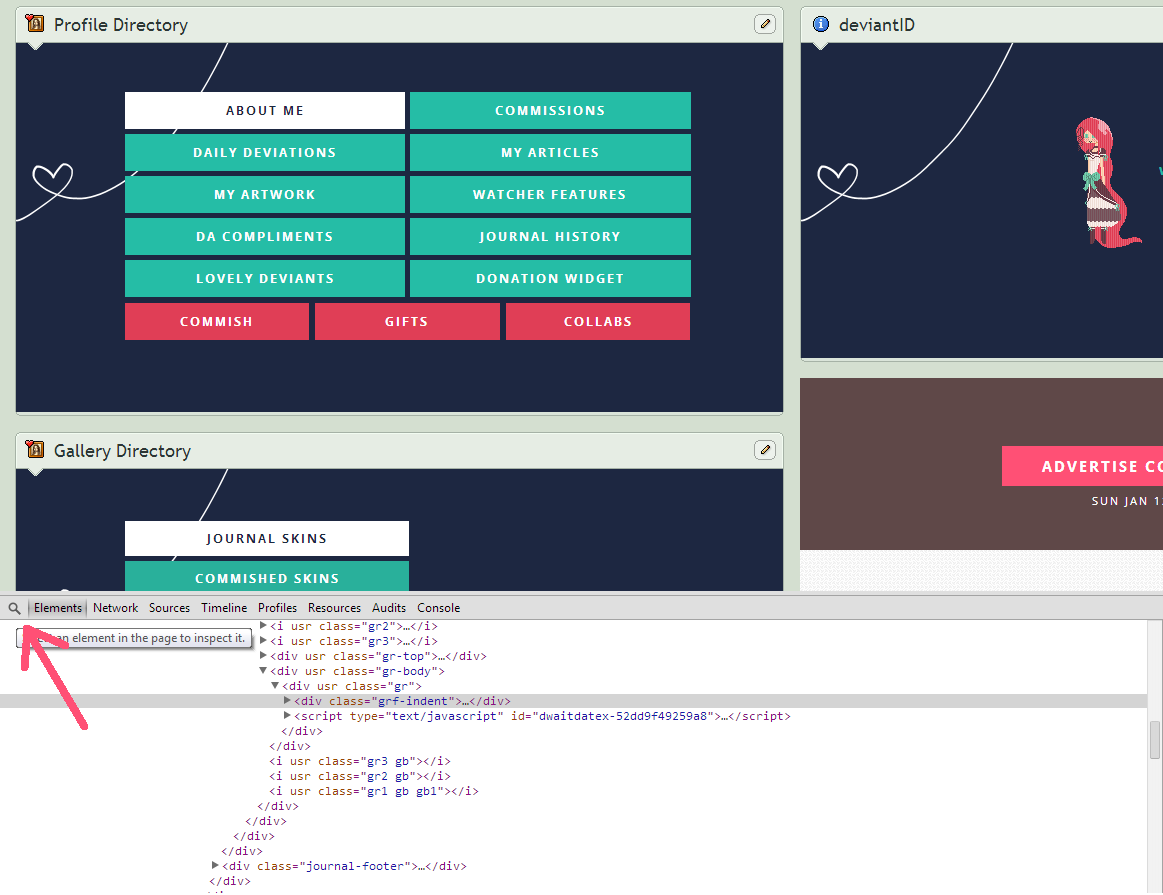 Profile Directory
deviantID
ABOUT ME
COMMISSIONS
DAILY DEVIATIONS
MY ARTICLES
MY ARTWORK
WATCHER FEATURES
DA COMPLIMENTS
JOURNAL HISTORY
LOVELY DEVIANTS
DONATION WIDGET
COMMISH
GIFTS
COLLABS
Gallery Directory
ADVERTISE CO
SUN JAN 1
JOURNAL SKINS
COMMISHED SKINS
Elements Network Sources Timeline Profiles Resources Audits Console
<i usr class="gr2">…</i>
an element in the page to inspect it.
<i usr class="gr3">…</i>
<div usr class="gr-top">…</div>
<div usr class="gr-body">
<div usr class="gr">
<div class="grf-indent">…</div>
<script type="text/javascript" id="dwaitdatex-52dd9f49259a8">…</script>
</div>
</div>
<i usr class="gr3 gb"></i>
<i usr class="gr2 gb"></i>
<i usr class="gr1 gb gb1"></i>
</div>
</div>
</div>
</div>
<div class="journal-footer">…</div>
</div>